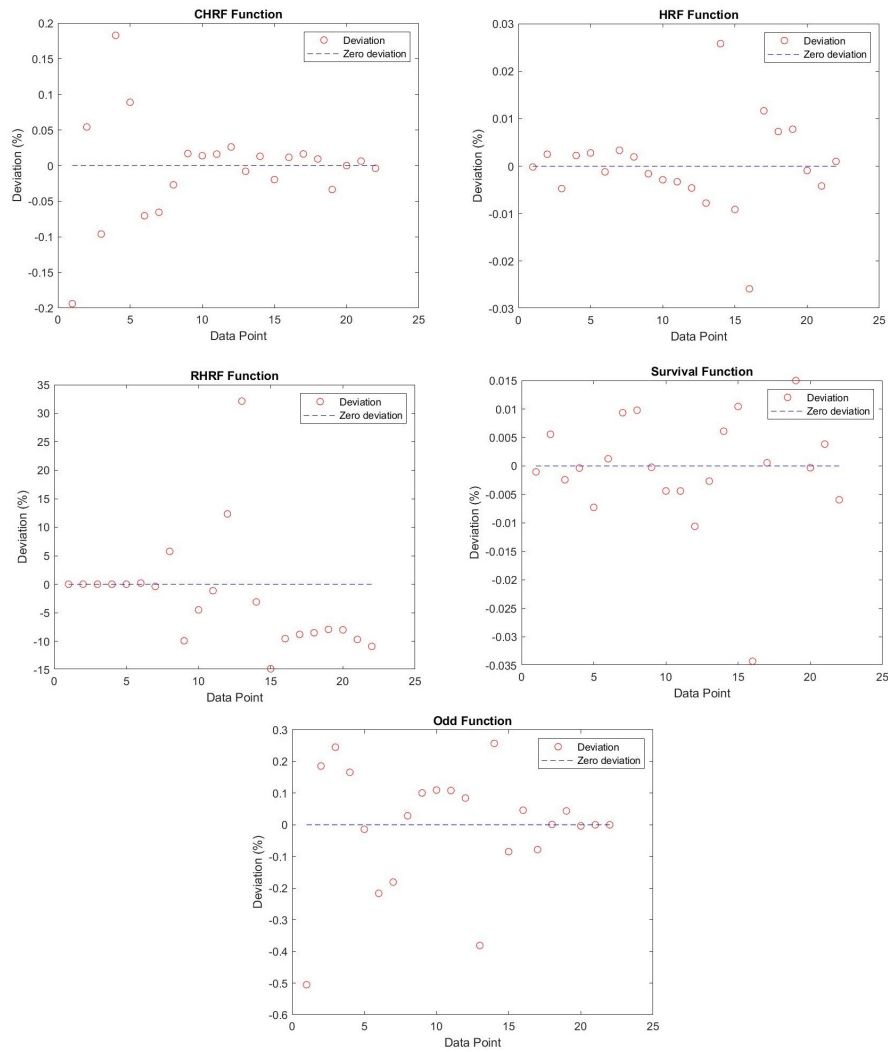 CHRF Function
0.2
0.15
0.1
0.05
0
-0.05
-0.1
-0.15
-0.2
Deviation (%)
Deviation
Zero deviation
0 5 10 15 20 25
Data Point
HRF Function
0.03
0.02
0.01
0
-0.01
-0.02
-0.03
Deviation (%)
Deviation
Zero deviation
0 5 10 15 20 25
Data Point
RHRF Function
35
30
25
20
15
10
5
0
-5
-10
-15
Deviation (%)
Deviation
Zero deviation
0 5 10 15 20 25
Data Point
Survival Function
0.015
0.01
0.005
0
-0.005
-0.01
-0.015
-0.02
-0.025
-0.03
-0.035
Deviation (%)
Deviation
Zero deviation
0 5 10 15 20 25
Data Point
Odd Function
0.3
0.2
0.1
0
-0.1
-0.2
-0.3
-0.4
-0.5
-0.6
Deviation (%)
Deviation
Zero deviation
0 5 10 15 20 25
Data Point